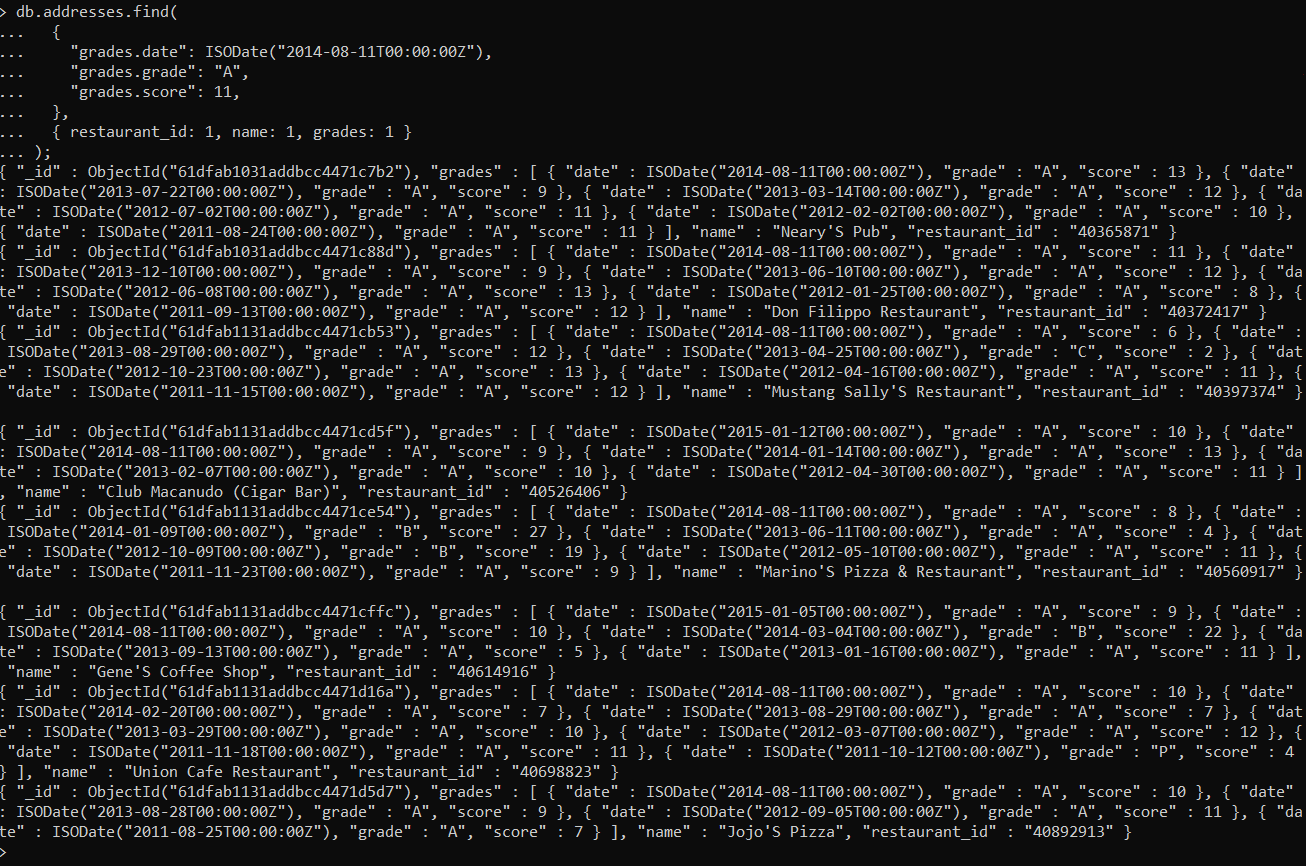 > db.addresses.find(
...   {
...     "grades.date": ISODate("2014-08-11T00:00:00Z"),
...     "grades.grade": "A",
...     "grades.score": 11,
...   },
...   { restaurant_id: 1, name: 1, grades: 1 }
... );
{ "_id" : ObjectId("61dfab1031addbcc4471c7b2"), "grades" : [ { "date" : ISODate("2014-08-11T00:00:00Z"), "grade" : "A", "score" : 13 }, { "date"
: ISODate("2013-07-22T00:00:00Z"), "grade" : "A", "score" : 9 }, { "date" : ISODate("2013-03-14T00:00:00Z"), "grade" : "A", "score" : 12 }, { "da
te" : ISODate("2012-07-02T00:00:00Z"), "grade" : "A", "score" : 11 }, { "date" : ISODate("2012-02-02T00:00:00Z"), "grade" : "A", "score" : 10 },
{ "date" : ISODate("2011-08-24T00:00:00Z"), "grade" : "A", "score" : 11 } ], "name" : "Neary'S Pub", "restaurant_id" : "40365871" }
{ "_id" : ObjectId("61dfab1031addbcc4471c88d"), "grades" : [ { "date" : ISODate("2014-08-11T00:00:00Z"), "grade" : "A", "score" : 11 }, { "date"
: ISODate("2013-12-10T00:00:00Z"), "grade" : "A", "score" : 9 }, { "date" : ISODate("2013-06-10T00:00:00Z"), "grade" : "A", "score" : 12 }, { "da
te" : ISODate("2012-06-08T00:00:00Z"), "grade" : "A", "score" : 13 }, { "date" : ISODate("2012-01-25T00:00:00Z"), "grade" : "A", "score" : 8 }, {
"date" : ISODate("2011-09-13T00:00:00Z"), "grade" : "A", "score" : 12 } ], "name" : "Don Filippo Restaurant", "restaurant_id" : "40372417" }
{ "_id" : ObjectId("61dfab1031addbcc4471cb53"), "grades" : [ { "date" : ISODate("2014-08-11T00:00:00Z"), "grade" : "A", "score" : 6 }, { "date" :
ISODate("2013-08-29T00:00:00Z"), "grade" : "A", "score" : 12 }, { "date" : ISODate("2013-04-25T00:00:00Z"), "grade" : "C", "score" : 2 }, { "dat
e" : ISODate("2012-10-23T00:00:00Z"), "grade" : "A", "score" : 13 }, { "date" : ISODate("2012-04-16T00:00:00Z"), "grade" : "A", "score" : 11 }, {
"date" : ISODate("2011-11-15T00:00:00Z"), "grade" : "A", "score" : 12 } ], "name" : "Mustang Sally'S Restaurant", "restaurant_id" : "40397374" }
{ "_id" : ObjectId("61dfab1131addbcc4471cd5f"), "grades" : [ { "date" : ISODate("2015-01-12T00:00:00Z"), "grade" : "A", "score" : 10 }, { "date"
: ISODate("2014-08-11T00:00:00Z"), "grade" : "A", "score" : 9 }, { "date" : ISODate("2014-01-14T00:00:00Z"), "grade" : "A", "score" : 13 }, { "da
te" : ISODate("2013-02-07T00:00:00Z"), "grade" : "A", "score" : 10 }, { "date" : ISODate("2012-04-30T00:00:00Z"), "grade" : "A", "score" : 11 } ]
, "name" : "Club Macanudo (Cigar Bar)", "restaurant_id" : "40526406" }
{ "_id" : ObjectId("61dfab1131addbcc4471ce54"), "grades" : [ { "date" : ISODate("2014-08-11T00:00:00Z"), "grade" : "A", "score" : 8 }, { "date" :
ISODate("2014-01-09T00:00:00Z"), "grade" : "B", "score" : 27 }, { "date" : ISODate("2013-06-11T00:00:00Z"), "grade" : "A", "score" : 4 }, { "dat
e" : ISODate("2012-10-09T00:00:00Z"), "grade" : "B", "score" : 19 }, { "date" : ISODate("2012-05-10T00:00:00Z"), "grade" : "A", "score" : 11 }, {
"date" : ISODate("2011-11-23T00:00:00Z"), "grade" : "A", "score" : 9 } ], "name" : "Marino'S Pizza & Restaurant", "restaurant_id" : "40560917" }
{ "_id" : ObjectId("61dfab1131addbcc4471cffc"), "grades" : [ { "date" : ISODate("2015-01-05T00:00:00Z"), "grade" : "A", "score" : 9 }, { "date" :
ISODate("2014-08-11T00:00:00Z"), "grade" : "A", "score" : 10 }, { "date" : ISODate("2014-03-04T00:00:00Z"), "grade" : "B", "score" : 22 }, { "da
te" : ISODate("2013-09-13T00:00:00Z"), "grade" : "A", "score" : 5 }, { "date" : ISODate("2013-01-16T00:00:00Z"), "grade" : "A", "score" : 11 } ],
"name" : "Gene'S Coffee Shop", "restaurant_id" : "40614916" }
{ "_id" : ObjectId("61dfab1131addbcc4471d16a"), "grades" : [ { "date" : ISODate("2014-08-11T00:00:00Z"), "grade" : "A", "score" : 10 }, { "date"
: ISODate("2014-02-20T00:00:00Z"), "grade" : "A", "score" : 7 }, { "date" : ISODate("2013-08-29T00:00:00Z"), "grade" : "A", "score" : 7 }, { "dat
e" : ISODate("2013-03-29T00:00:00Z"), "grade" : "A", "score" : 10 }, { "date" : ISODate("2012-03-07T00:00:00Z"), "grade" : "A", "score" : 12 }, {
"date" : ISODate("2011-11-18T00:00:00Z"), "grade" : "A", "score" : 11 }, { "date" : ISODate("2011-10-12T00:00:00Z"), "grade" : "P", "score" : 4
} ], "name" : "Union Cafe Restaurant", "restaurant_id" : "40698823" }
{ "_id" : ObjectId("61dfab1131addbcc4471d5d7"), "grades" : [ { "date" : ISODate("2014-08-11T00:00:00Z"), "grade" : "A", "score" : 10 }, { "date"
: ISODate("2013-08-28T00:00:00Z"), "grade" : "A", "score" : 9 }, { "date" : ISODate("2012-09-05T00:00:00Z"), "grade" : "A", "score" : 11 }, { "da
te" : ISODate("2011-08-25T00:00:00Z"), "grade" : "A", "score" : 7 } ], "name" : "Jojo'S Pizza", "restaurant_id" : "40892913" }
>